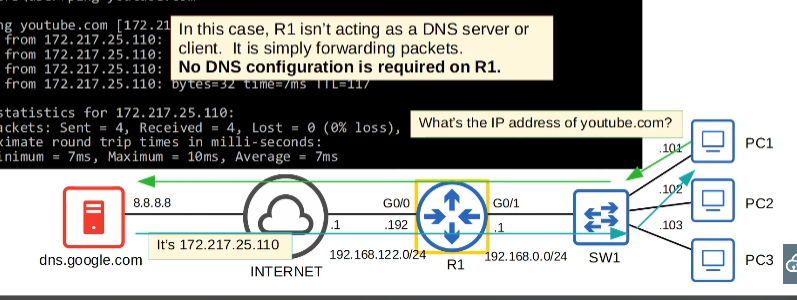 ng youtube.com [172.21
from 172.217.25.110:
from 172.217.25.110:
from 172.217.25.110:
from 172.217.25.110: bytes=32 time=7ms TTL=117
In this case, R1 isn't acting as a DNS server or
client. It is simply forwarding packets.
No DNS configuration is required on R1.
statistics for 172.217.25.110:
ackets: Sent = 4, Received = 4, Lost = 0 (0% loss),
ximate round trip times in milli-seconds:
inimum = 7ms, Maximum = 10ms, Average = 7ms
What's the IP address of youtube.com?
.101
PC1
8.8.8.8
G0/0
G0/1
.102
PC2
.1
.192
.1
.103
It's 172.217.25.110
dns.google.com
INTERNET
192.168.122.0/24
R1
192.168.0.0/24
SW1
PC3